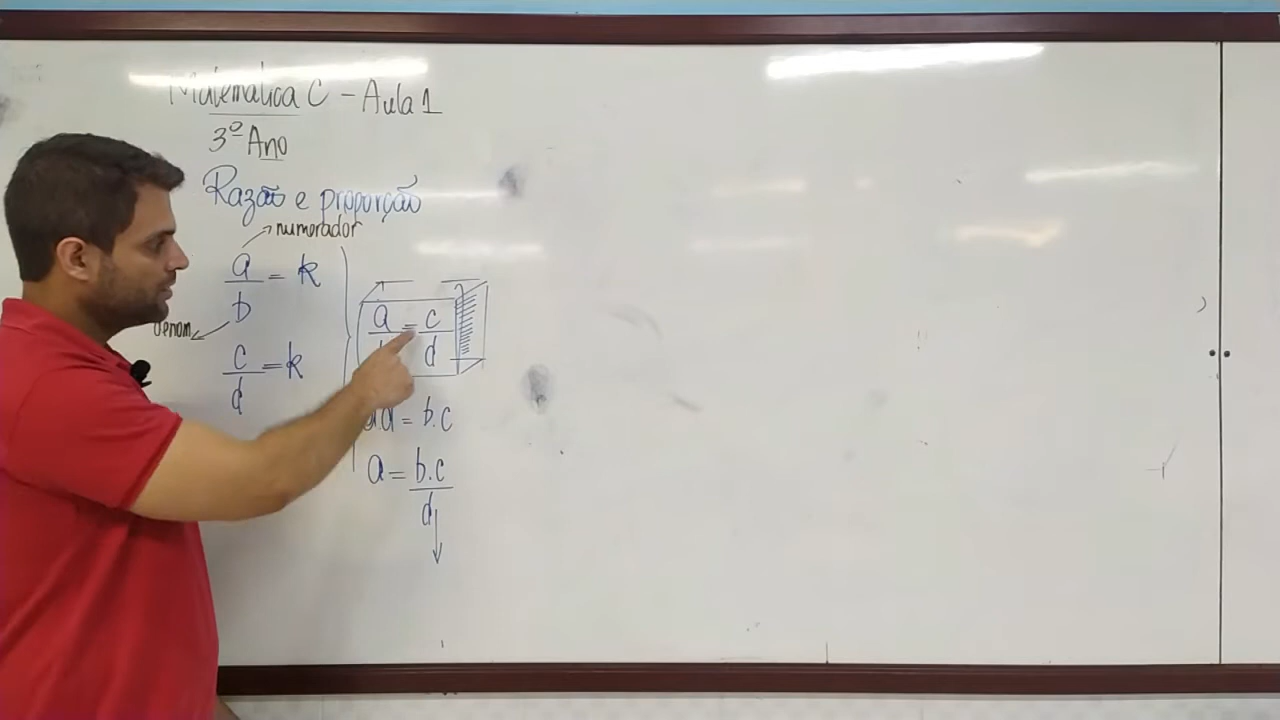 Matemática C - Aula 1
3º Ano
Razão e proporção
numerador
a/b = k
denom.
c/d = k
a/ = c/d
a.d = b.c
a = b.c/d